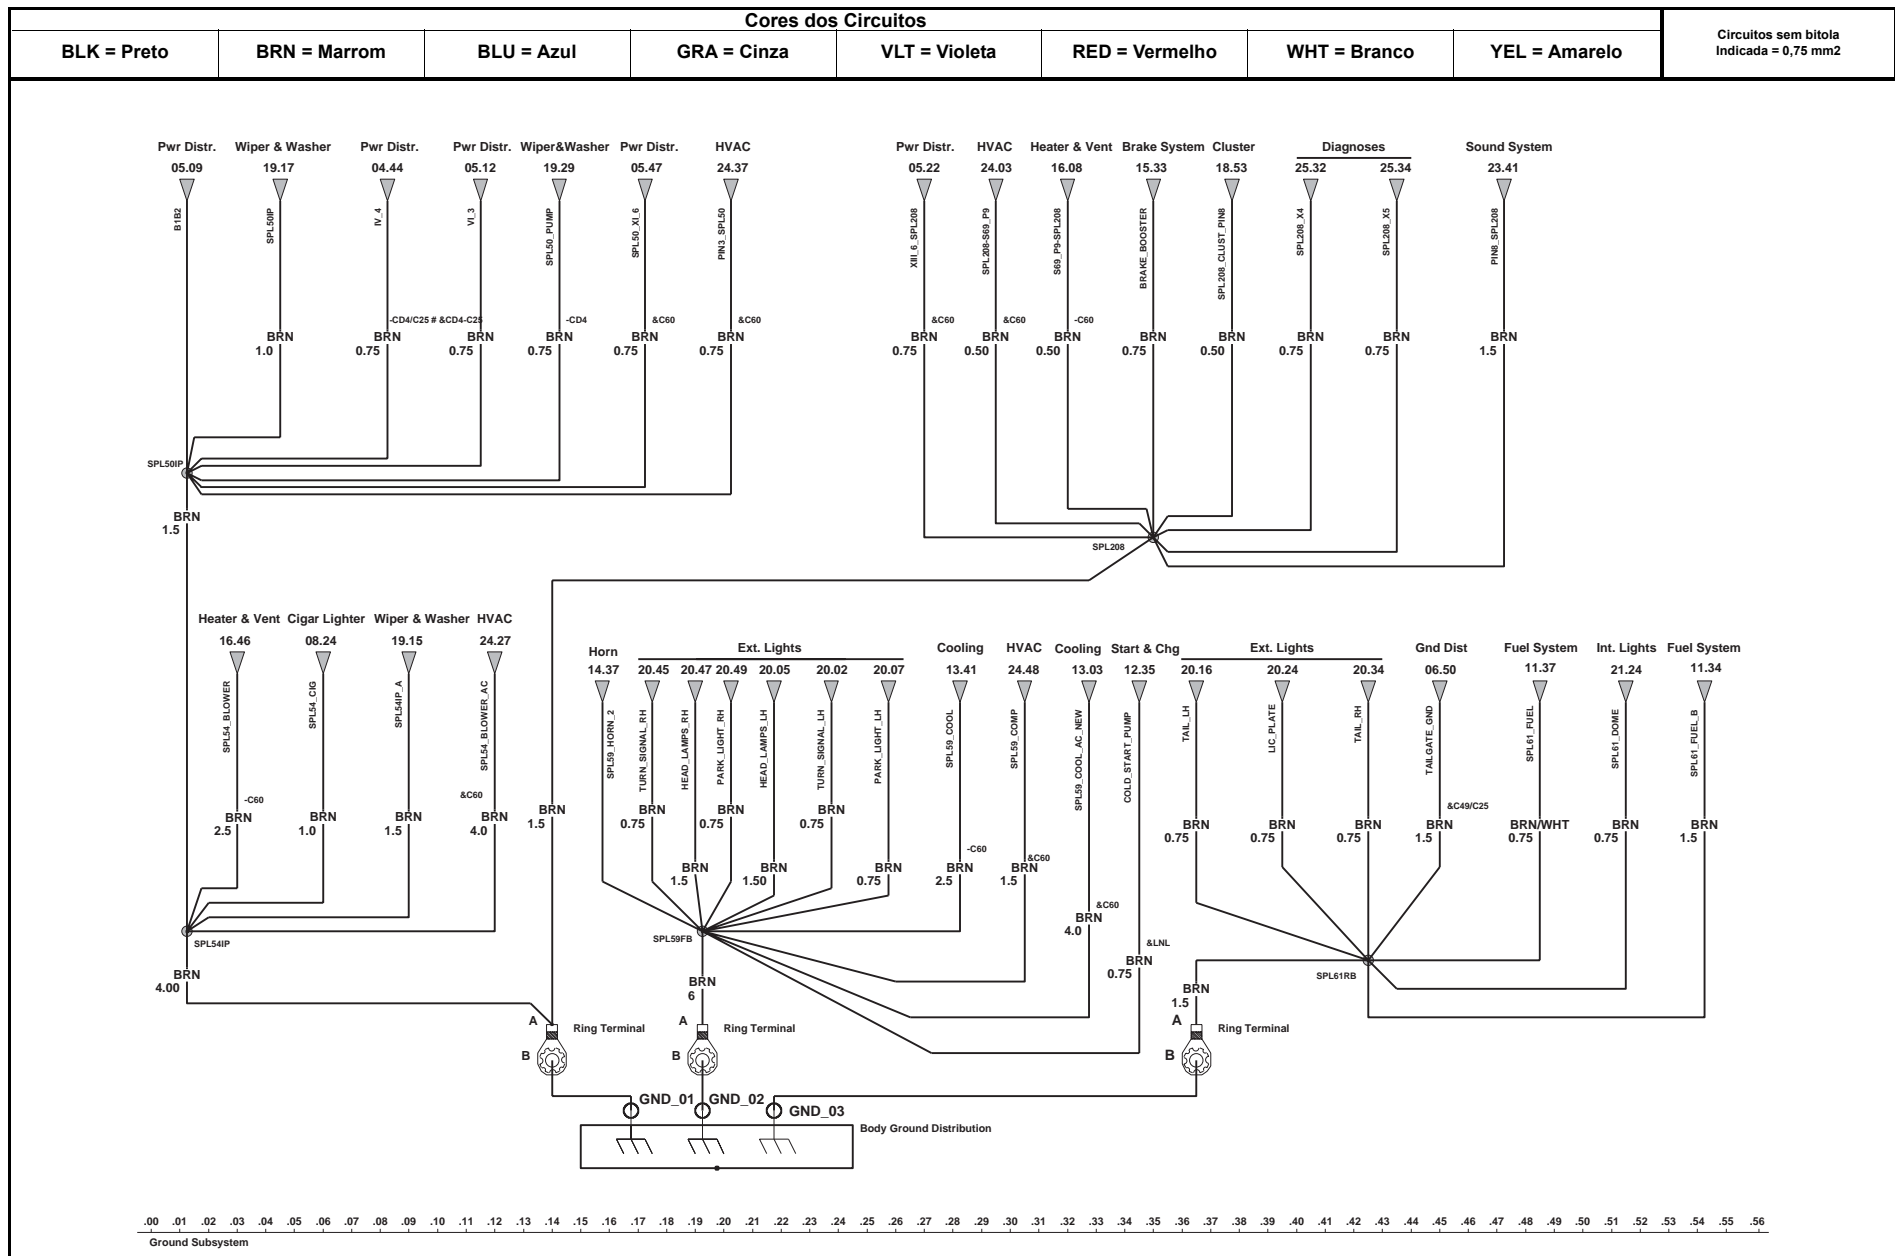 Cores dos Circuitos
BLK = Preto BRN = Marrom BLU = Azul GRA = Cinza VLT = Violeta RED = Vermelho WHT = Branco YEL = Amarelo
Circuitos sem bitola
Indicada = 0,75 mm2
Pwr Distr. Wiper & Washer Pwr Distr. Pwr Distr. Wiper&Washer Pwr Distr. HVAC
05.09 19.17 04.44 05.12 19.29 05.47 24.37
B1B2 SPL50IP IV_4 VI_3 SPL50_PUMP SPL50_XI_6 PIN3_SPL50
-CD4/C25 # &CD4-C25 -CD4 &C60 &C60
BRN BRN BRN BRN BRN BRN
1.0 0.75 0.75 0.75 0.75 0.75
SPL50IP
BRN
1.5
Pwr Distr. HVAC Heater & Vent Brake System Cluster Diagnoses Sound System
05.22 24.03 16.08 15.33 18.53 25.32 25.34 23.41
XIII_6_SPL208 SPL208-S69_P9 S69_P9-SPL208 BRAKE_BOOSTER SPL208_CLUST_PIN8 SPL208_X4 SPL208_X5 PIN8_SPL208
&C60 &C60 -C60
BRN BRN BRN BRN BRN BRN BRN BRN
0.75 0.50 0.50 0.75 0.50 0.75 0.75 1.5
SPL208
Heater & Vent Cigar Lighter Wiper & Washer HVAC
16.46 08.24 19.15 24.27
SPL54_BLOWER SPL54_CIG SPL54IP_A SPL54_BLOWER_AC
-C60 &C60
BRN BRN BRN BRN
2.5 1.0 1.5 4.0
SPL54IP
BRN
4.00
BRN
1.5
Horn Ext. Lights Cooling HVAC Cooling Start & Chg
14.37 20.45 20.47 20.49 20.05 20.02 20.07 13.41 24.48 13.03 12.35
SPL59_HORN_2 TURN_SIGNAL_RH HEAD_LAMPS_RH PARK_LIGHT_RH HEAD_LAMPS_LH TURN_SIGNAL_LH PARK_LIGHT_LH SPL59_COOL SPL59_COMP SPL59_COOL_AC_NEW COLD_START_PUMP
BRN BRN BRN
0.75 0.75 0.75
-C60 &C60
BRN BRN BRN BRN BRN
1.5 1.50 0.75 2.5 1.5
&C60
BRN
4.0
&LNL
BRN
0.75
SPL59FB
BRN
6
Ext. Lights Gnd Dist Fuel System Int. Lights Fuel System
20.16 20.24 20.34 06.50 11.37 21.24 11.34
TAIL_LH LIC_PLATE TAIL_RH TAILGATE_GND SPL61_FUEL SPL61_DOME SPL61_FUEL_B
&C49/C25
BRN BRN BRN BRN BRN/WHT BRN BRN
0.75 0.75 0.75 1.5 0.75 0.75 1.5
SPL61RB
BRN
1.5
A Ring Terminal A Ring Terminal A Ring Terminal
B B B
GND_01 GND_02 GND_03
Body Ground Distribution
.00 .01 .02 .03 .04 .05 .06 .07 .08 .09 .10 .11 .12 .13 .14 .15 .16 .17 .18 .19 .20 .21 .22 .23 .24 .25 .26 .27 .28 .29 .30 .31 .32 .33 .34 .35 .36 .37 .38 .39 .40 .41 .42 .43 .44 .45 .46 .47 .48 .49 .50 .51 .52 .53 .54 .55 .56
Ground Subsystem